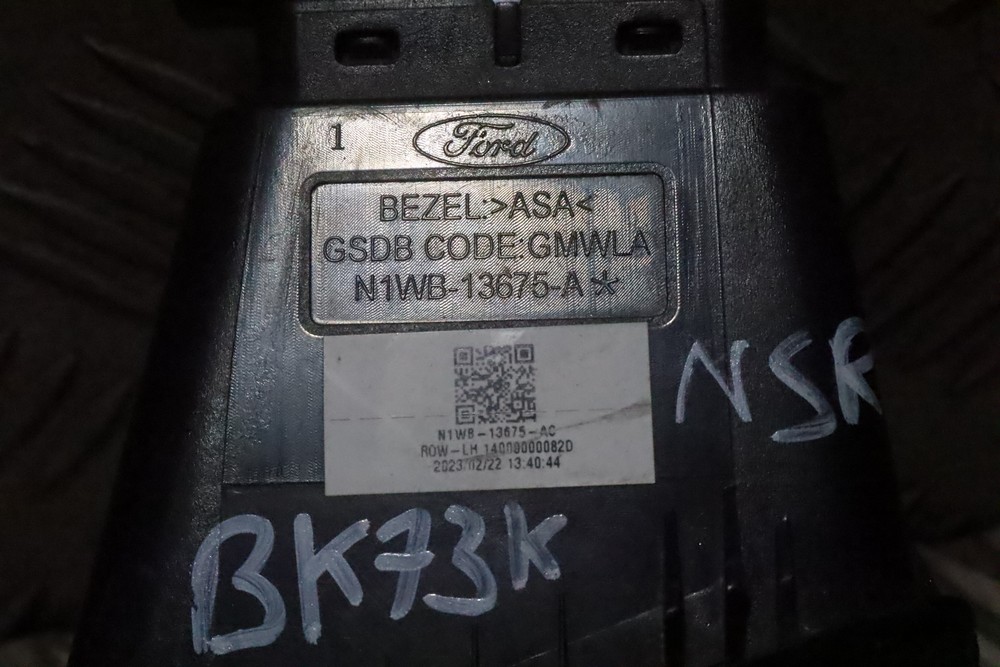 1 Ford
BEZEL:>ASA<
GSDB CODE:GMWLA
N1WB-13675-A*
N1WB-13675-AC
ROW-LH 14000000082D
2023/02/22 13:40:44
NSR
BK73K